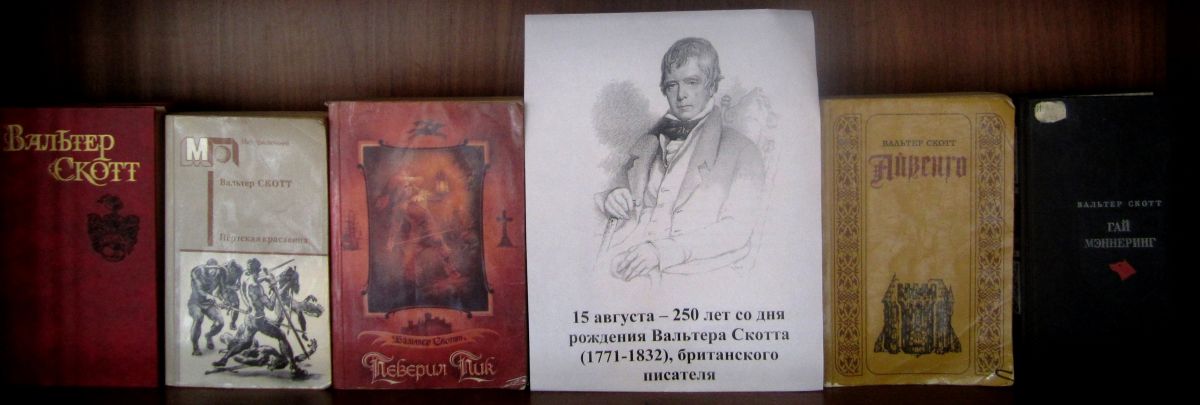 ВАЛЬТЕР
СКОТТ
МР
Вальтер СКОТТ
Пертская красавица
Вальтер Скотт
Певерил Пик
15 августа – 250 лет со дня
рождения Вальтера Скотта
(1771-1832), британского
писателя
ВАЛЬТЕР СКОТТ
Айвенго
ВАЛЬТЕР СКОТТ
ГАЙ
МЭННЕРИНГ